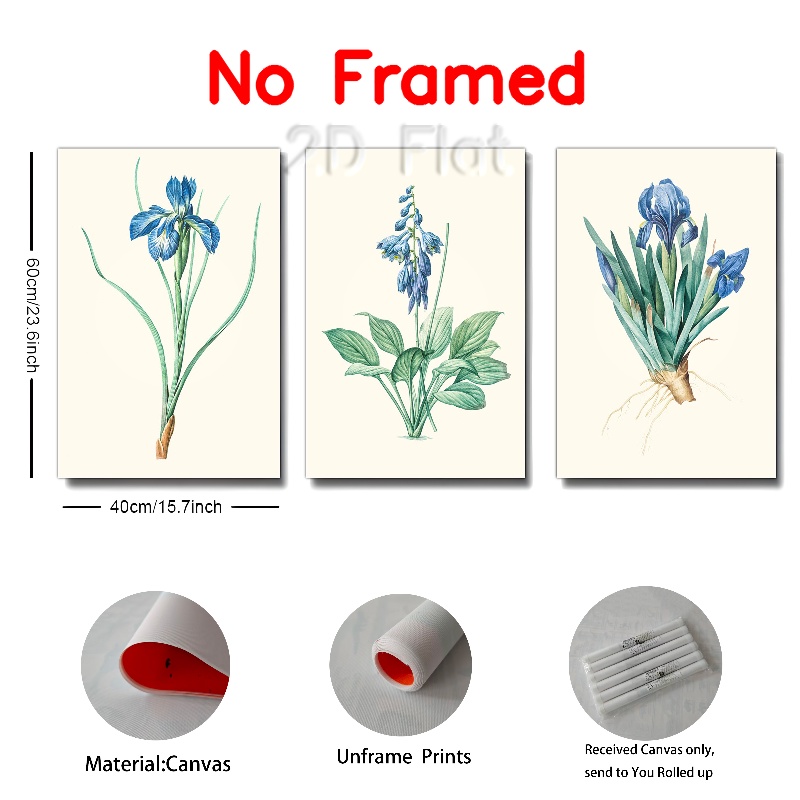 No Framed
2D Flat
60cm/23.6inch
40cm/15.7inch
Material:Canvas
Unframe Prints
Received Canvas only,
send to You Rolled up